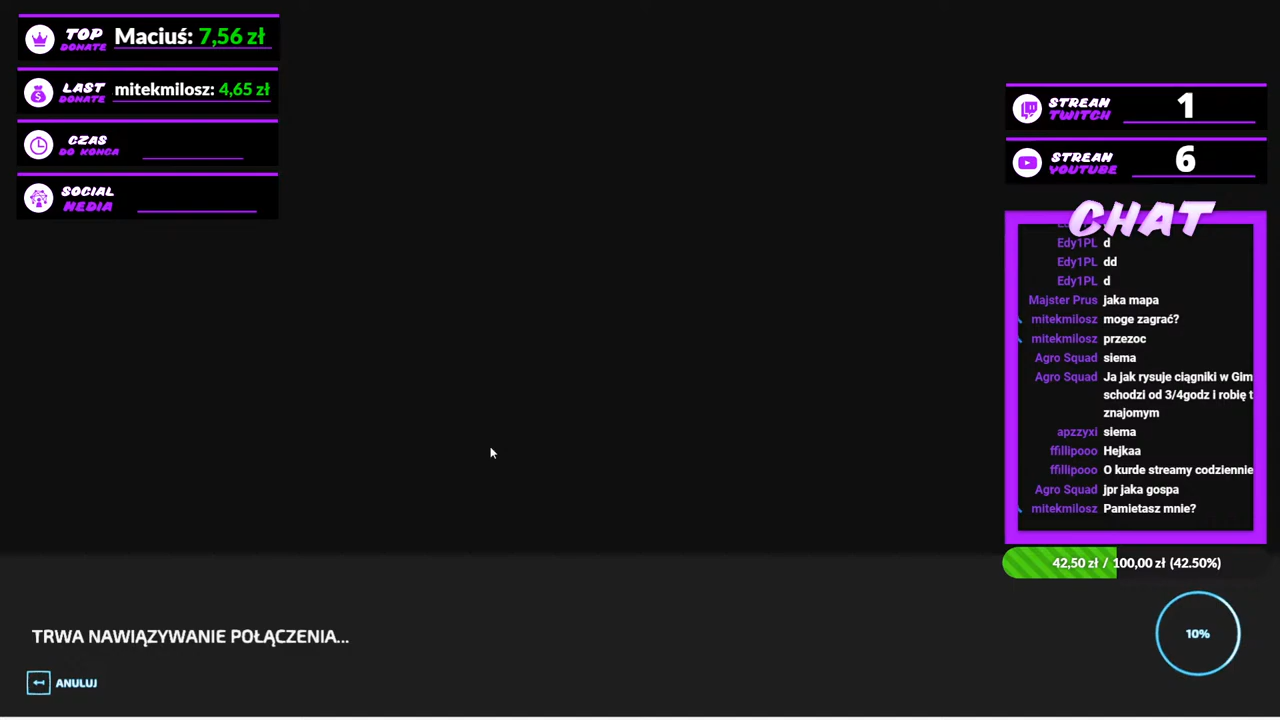 TOP DONATE Maciuś: 7,56 zł
LAST DONATE mitekmilosz: 4,65 zł
CZAS DO KOŃCA
SOCIAL MEDIA
STREAM TWITCH 1
STREAM YOUTUBE 6
CHAT
Edy1PL d
Edy1PL dd
Edy1PL d
Majster Prus jaka mapa
mitekmilosz moge zagrać?
mitekmilosz przezoc
Agro Squad siema
Agro Squad Ja jak rysuje ciągniki w Gim
schodzi od 3/4godz i robię t
znajomym
apzzyxi siema
ffillipooo Hejkaa
ffillipooo O kurde streamy codziennie
Agro Squad jpr jaka gospa
mitekmilosz Pamietasz mnie?
42,50 zł / 100,00 zł (42.50%)
TRWA NAWIĄZYWANIE POŁĄCZENIA...
10%
ANULUJ